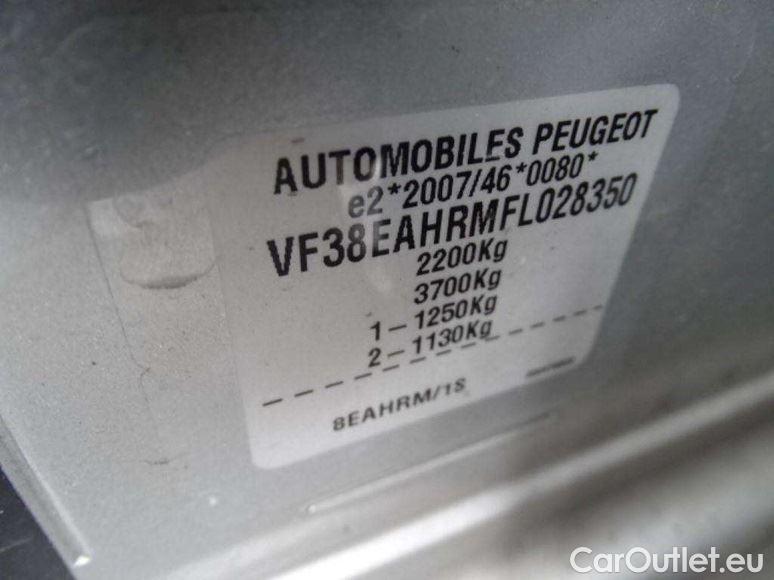 AUTOMOBILES PEUGEOT
e2*2007/46*0080*
VF38EAHRMFL028350
2200Kg
3700Kg
1-1250Kg
2-1130Kg
8EAHRM/1S
CarOutlet.eu